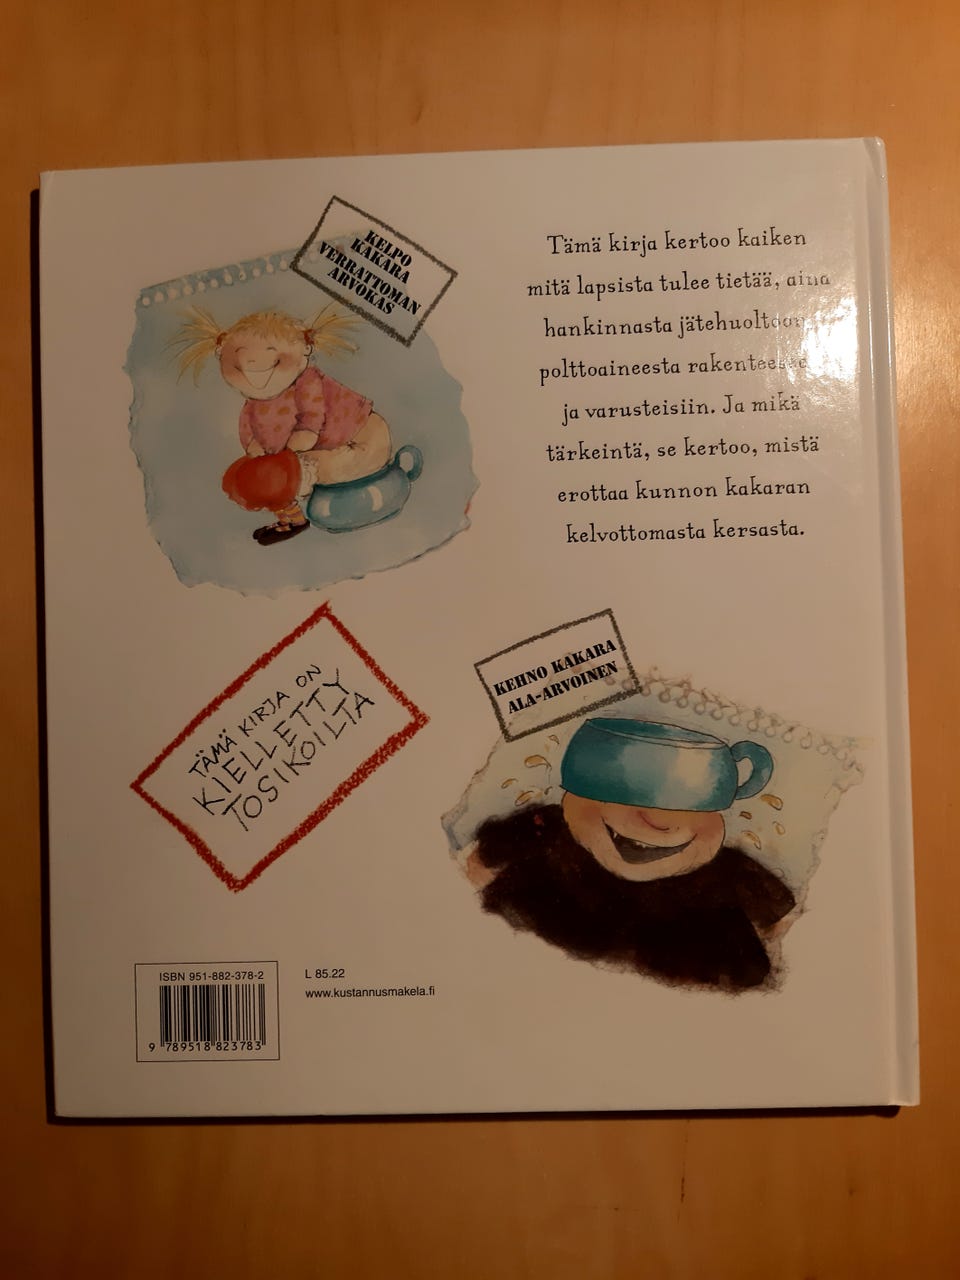 KELPO
KAKARA
VERRATTOMAN
ARVOKAS
Tämä kirja kertoo kaiken
mitä lapsista tulee tietää, aina
hankinnasta jätehuoltoon,
polttoaineesta rakenteeseen
ja varusteisiin. Ja mikä
tärkeintä, se kertoo, mistä
erottaa kunnon kakaran
kelvottomasta kersasta.
TÄMÄ KIRJA ON
KIELLETTY
TOSIKOILTA
KEHNO KAKARA
ALA-ARVOINEN
ISBN 951-882-378-2
9 789518 823783
L 85.22
www.kustannusmakela.fi